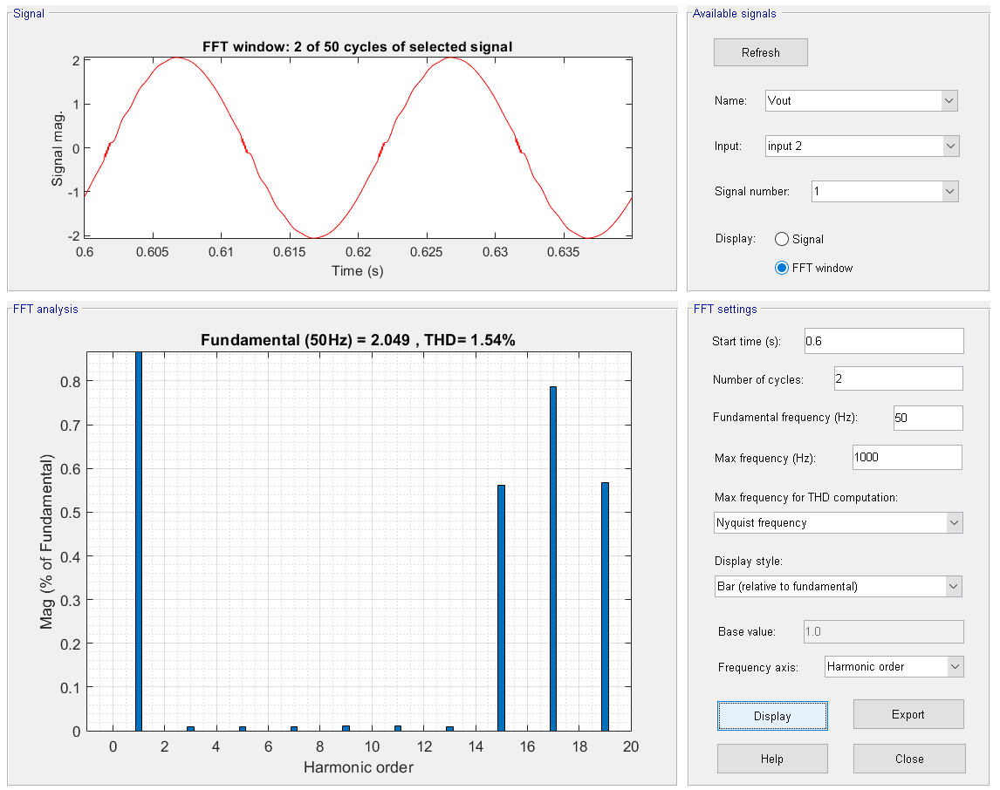 Signal
FFT window: 2 of 50 cycles of selected signal
2
1
0
-1
-2
Signal mag.
0.6 0.605 0.61 0.615 0.62 0.625 0.63 0.635
Time (s)
Available signals
Refresh
Name: Vout
Input: input 2
Signal number: 1
Display: Signal
FFT window
FFT analysis
Fundamental (50Hz) = 2.049 , THD= 1.54%
0.8
0.7
0.6
0.5
0.4
0.3
0.2
0.1
0
Mag (% of Fundamental)
0 2 4 6 8 10 12 14 16 18 20
Harmonic order
FFT settings
Start time (s): 0.6
Number of cycles: 2
Fundamental frequency (Hz): 50
Max frequency (Hz): 1000
Max frequency for THD computation:
Nyquist frequency
Display style:
Bar (relative to fundamental)
Base value: 1.0
Frequency axis: Harmonic order
Display Export
Help Close